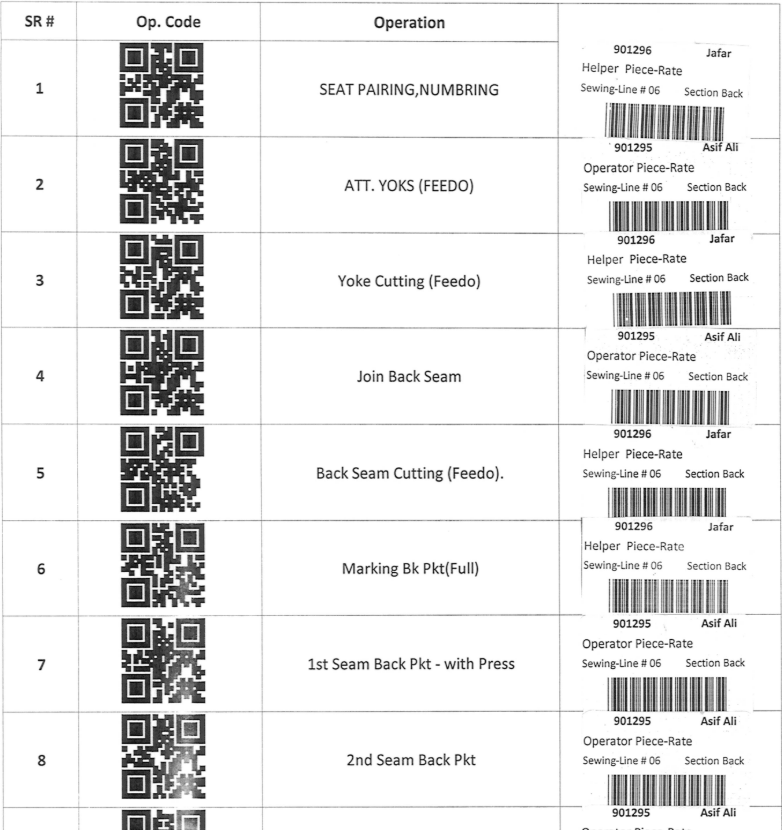 SR # Op. Code Operation
901296 Jafar
Helper Piece-Rate
1 SEAT PAIRING,NUMBRING Sewing-Line # 06 Section Back
901295 Asif Ali
Operator Piece-Rate
2 ATT. YOKS (FEEDO) Sewing-Line # 06 Section Back
901296 Jafar
Helper Piece-Rate
3 Yoke Cutting (Feedo) Sewing-Line # 06 Section Back
901295 Asif Ali
Operator Piece-Rate
4 Join Back Seam Sewing-Line # 06 Section Back
901296 Jafar
Helper Piece-Rate
5 Back Seam Cutting (Feedo). Sewing-Line # 06 Section Back
901296 Jafar
Helper Piece-Rate
6 Marking Bk Pkt(Full) Sewing-Line # 06 Section Back
901295 Asif Ali
Operator Piece-Rate
7 1st Seam Back Pkt - with Press Sewing-Line # 06 Section Back
901295 Asif Ali
Operator Piece-Rate
8 2nd Seam Back Pkt Sewing-Line # 06 Section Back
901295 Asif Ali